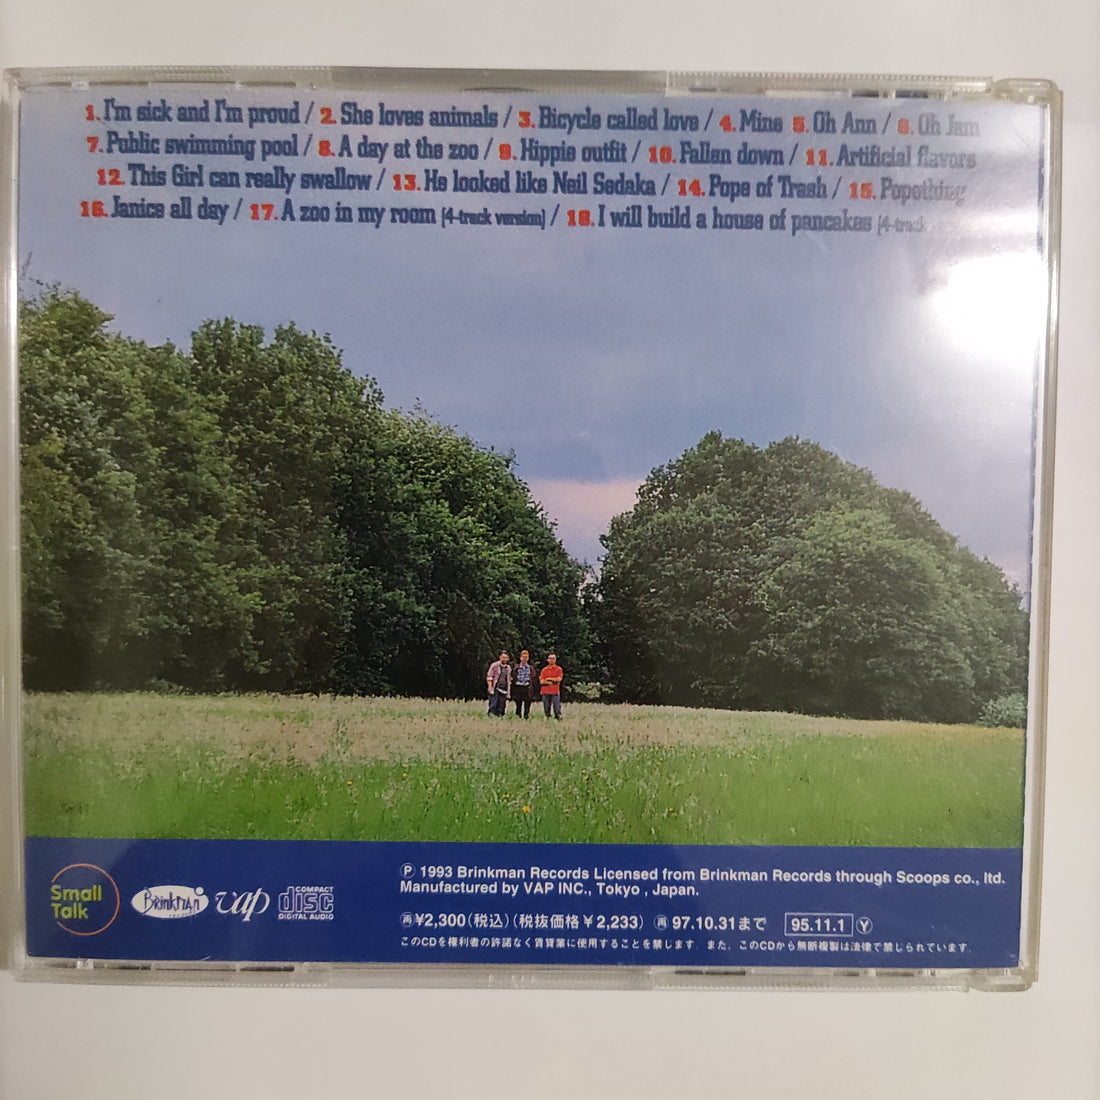 1. I'm sick and I'm proud / 2. She loves animals / 3. Bicycle called love / 4. Mine 5. Oh Ann / 6. Oh Jam
7. Public swimming pool / 8. A day at the zoo / 9. Hippie outfit / 10. Fallen down / 11. Artificial flavors
12. This Girl can really swallow / 13. He looked like Neil Sedaka / 14. Pope of Trash / 15. Popothing
16. Janice all day / 17. A zoo in my room (4-track version) / 18. I will build a house of pancakes (4-track
Small Talk
BRINKMAN
vap
COMPACT disc DIGITAL AUDIO
Ⓟ 1993 Brinkman Records Licensed from Brinkman Records through Scoops co., ltd.
Manufactured by VAP INC., Tokyo , Japan.
再¥2,300(税込)(税抜価格¥2,233) 再97.10.31まで 95.11.1 Ⓨ
このCDを権利者の許諾なく賃貸業に使用することを禁じます。また、このCDから無断複製は法律で禁じられています。